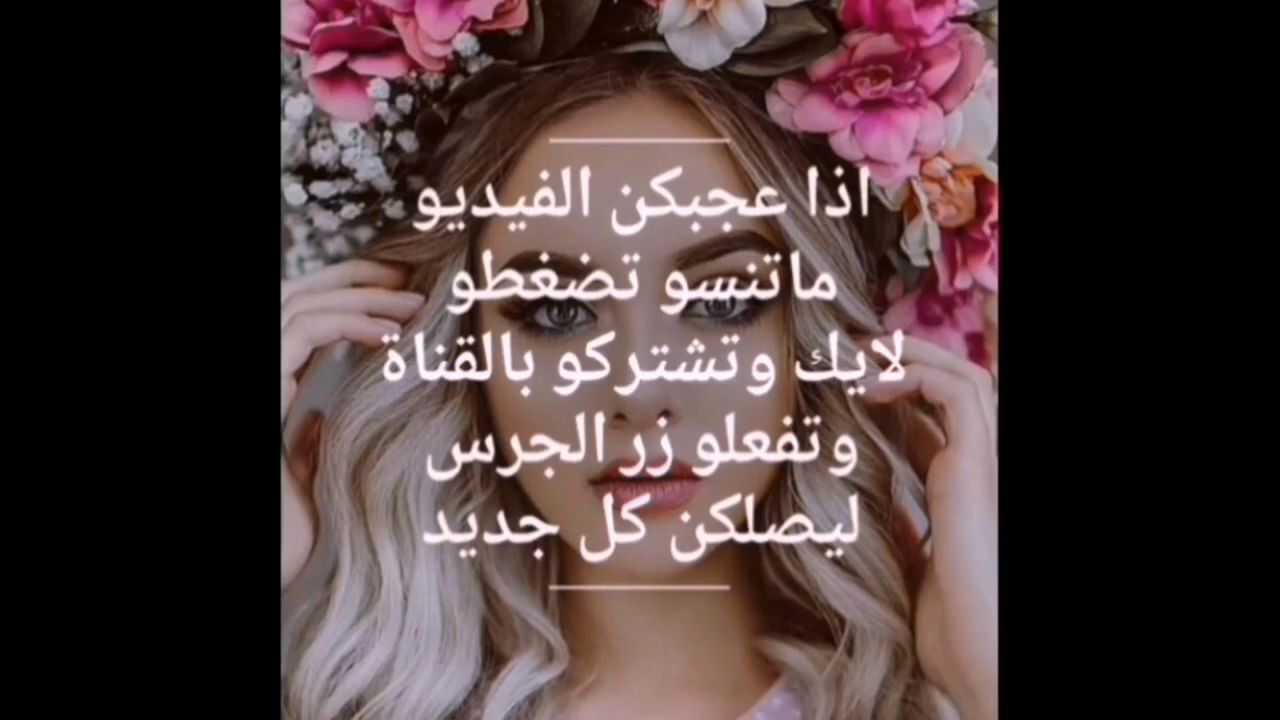 اذا عجبكن الفيديو
ماتنسو تضغطو
لايك وتشتركو بالقناة
وتفعلو زر الجرس
ليصلكن كل جديد